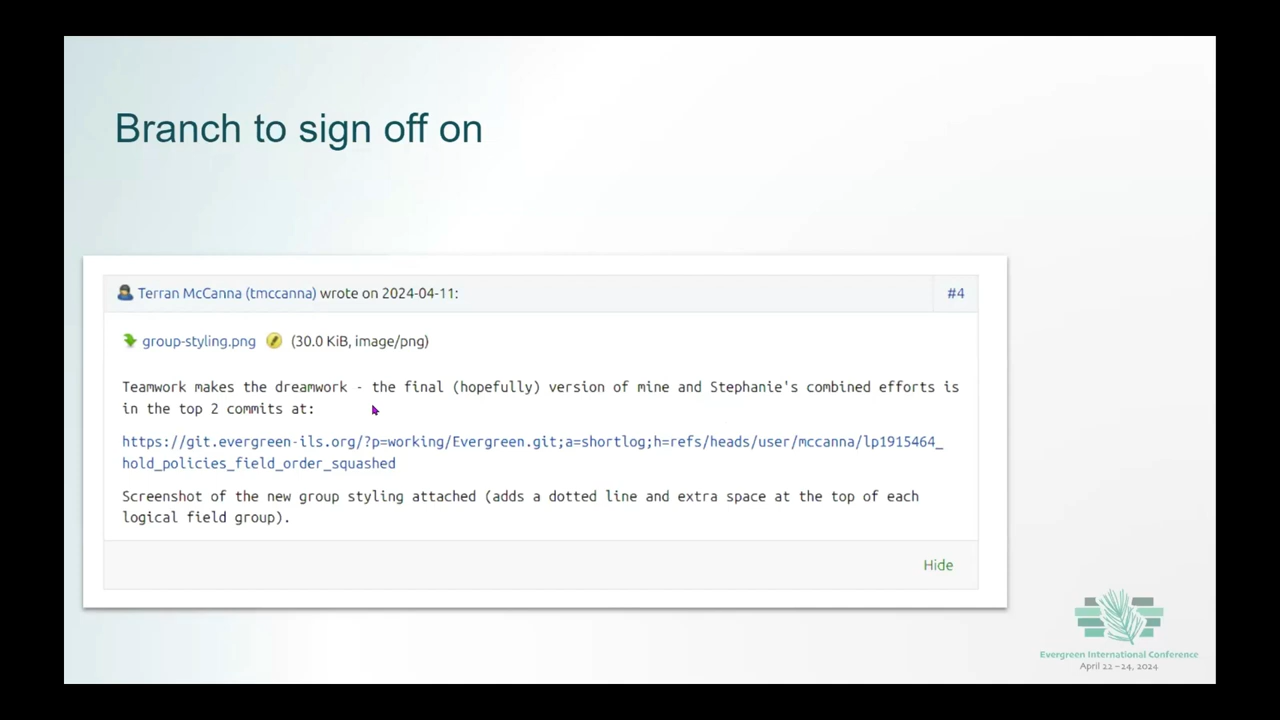 Branch to sign off on
Terran McCanna (tmccanna) wrote on 2024-04-11:
#4
group-styling.png (30.0 KiB, image/png)
Teamwork makes the dreamwork - the final (hopefully) version of mine and Stephanie's combined efforts is
in the top 2 commits at:
https://git.evergreen-ils.org/?p=working/Evergreen.git;a=shortlog;h=refs/heads/user/mccanna/lp1915464_
hold_policies_field_order_squashed
Screenshot of the new group styling attached (adds a dotted line and extra space at the top of each
logical field group).
Hide
Evergreen International Conference
April 22 –24, 2024